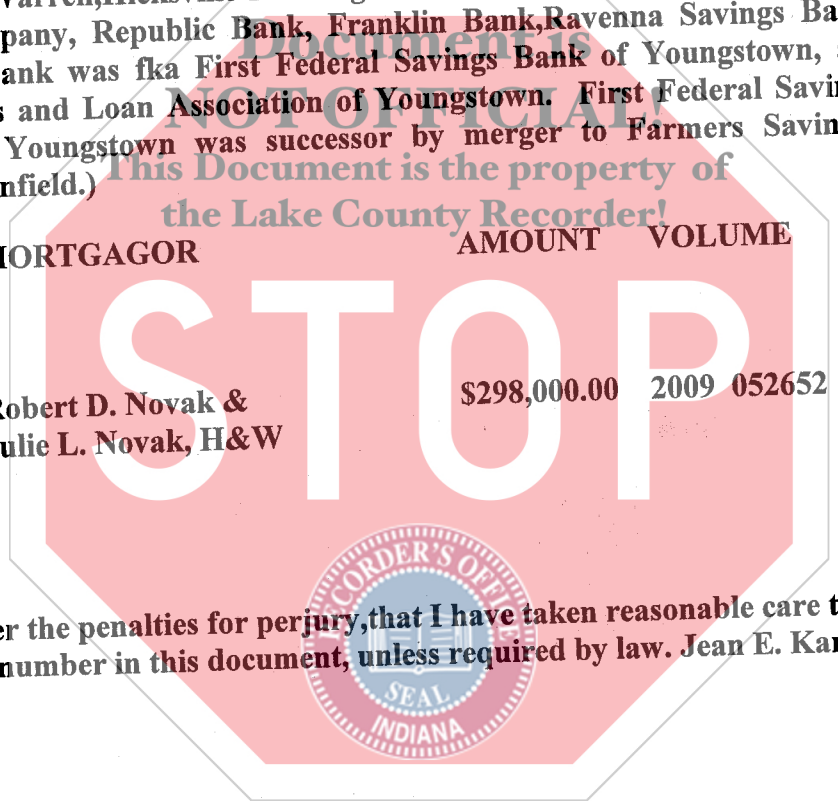 pany, Republic Bank, Franklin Bank,Ravenna Savings Ba
Document is
ank was fka First Federal Savings Bank of Youngstown,
NOT OFFICIAL!
s and Loan Association of Youngstown. First Federal Savi
Youngstown was successor by merger to Farmers Savin
This Document is the property of
nfield.)
the Lake County Recorder!
IORTGAGOR AMOUNT VOLUME
STOP
Robert D. Novak & $298,000.00 2009 052652
ulie L. Novak, H&W
RECORDER'S OFFICE
er the penalties for perjury,that I have taken reasonable care t
number in this document, unless required by law. Jean E. Kar
SEAL
INDIANA